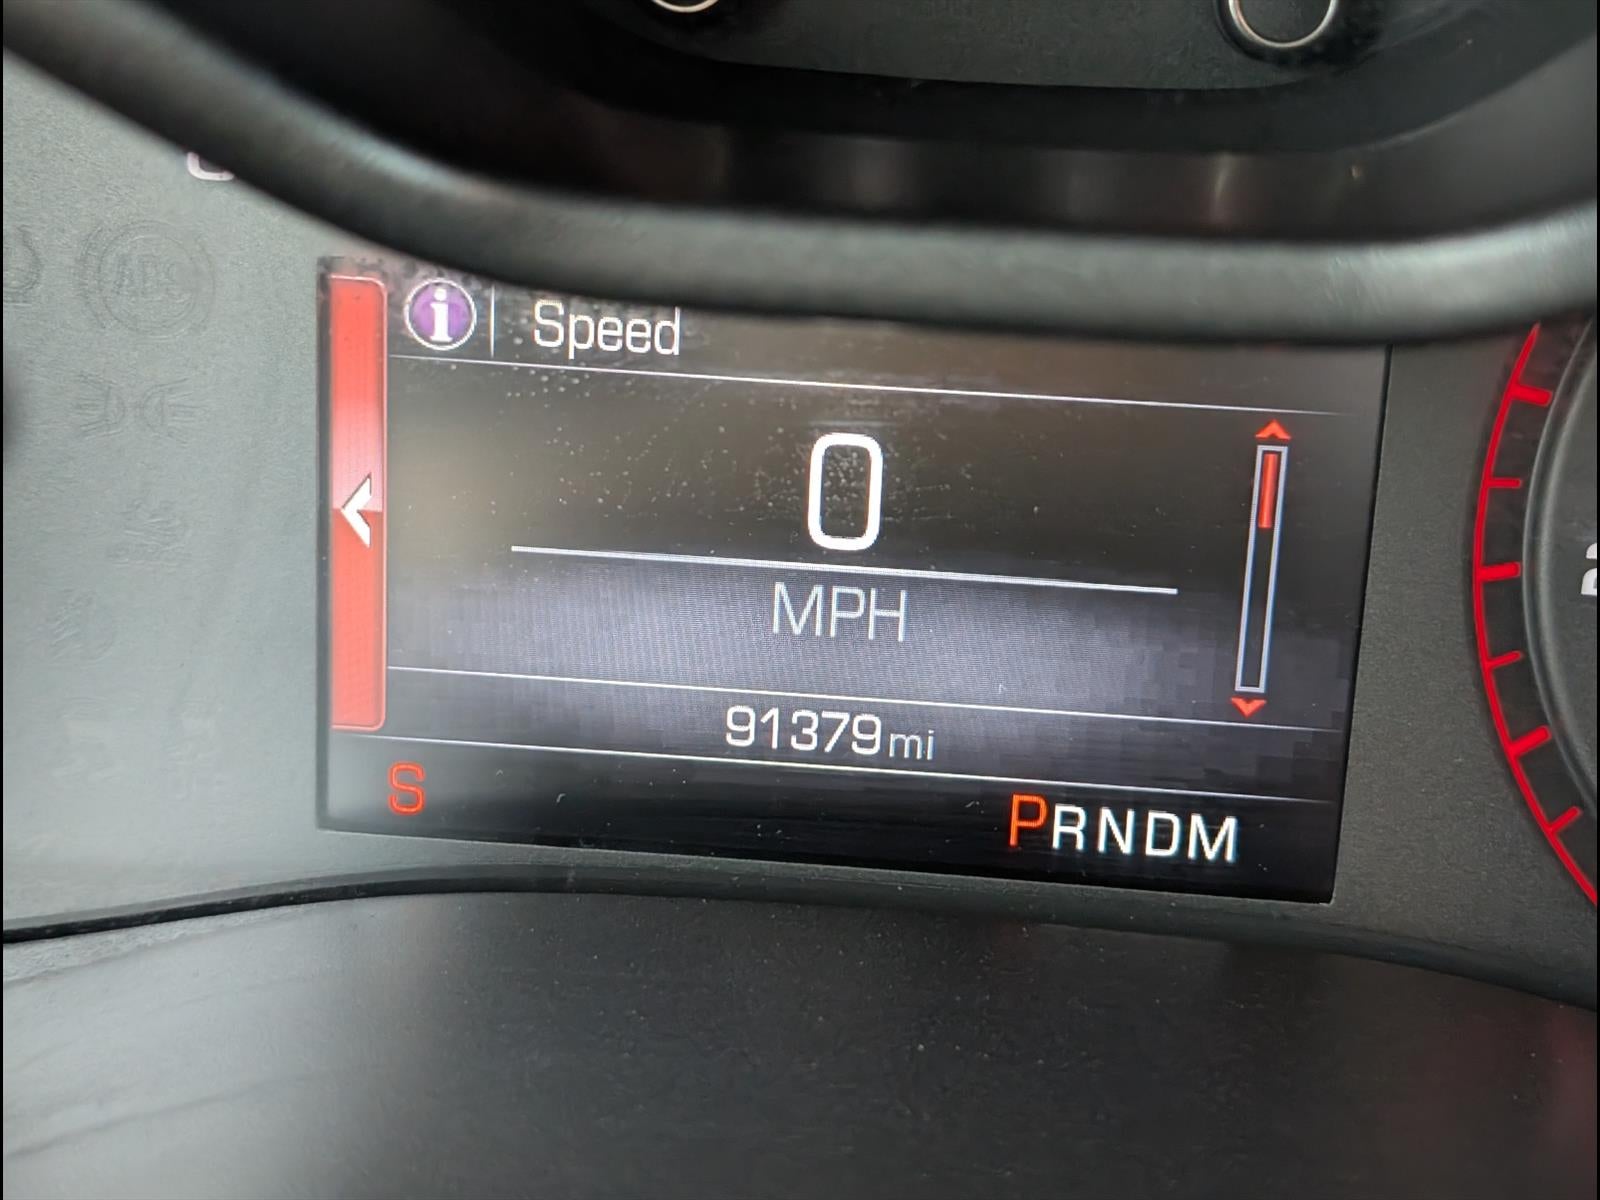 Speed
0
MPH
91379mi
S PRNDM